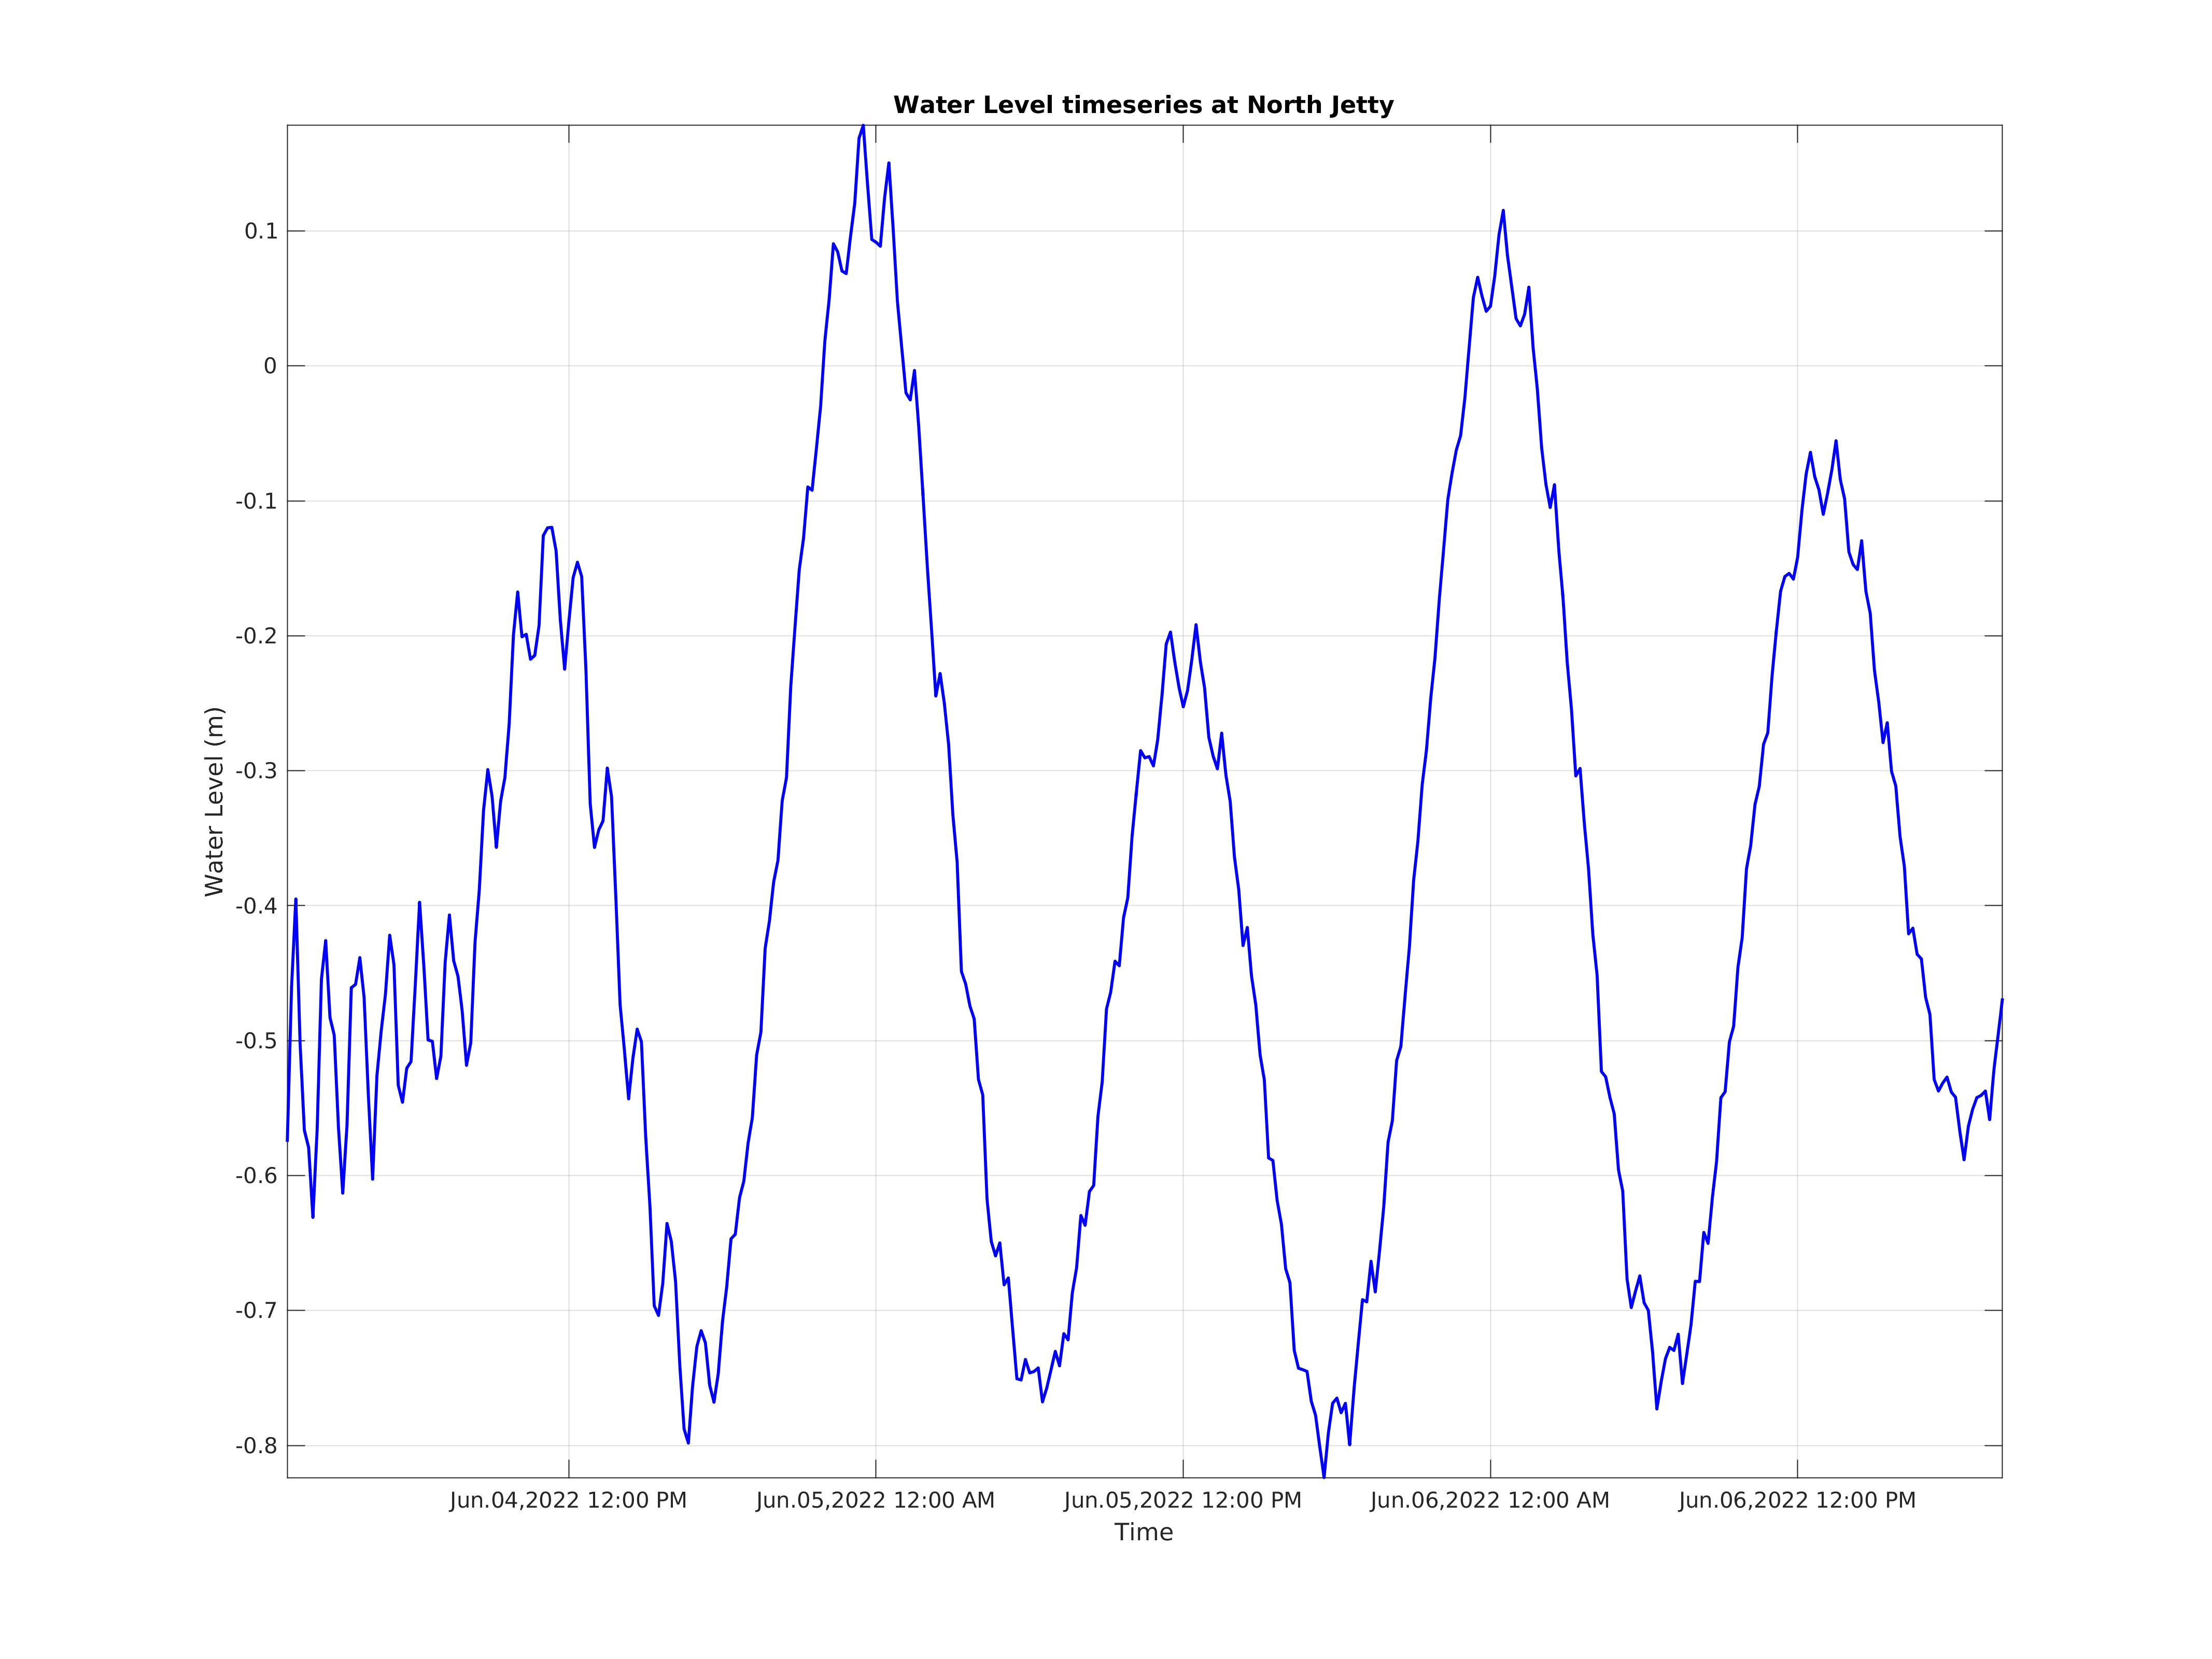 Water Level timeseries at North Jetty
0.1
0
-0.1
-0.2
-0.3
-0.4
-0.5
-0.6
-0.7
-0.8
Water Level (m)
Jun.04,2022 12:00 PM Jun.05,2022 12:00 AM Jun.05,2022 12:00 PM Jun.06,2022 12:00 AM Jun.06,2022 12:00 PM
Time